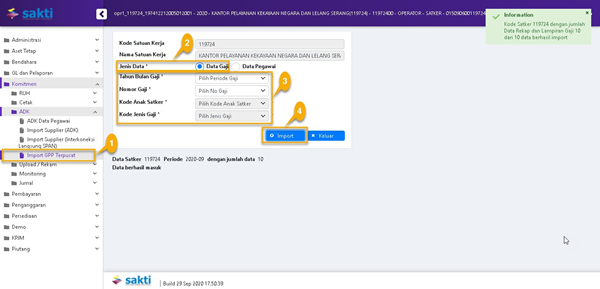 sakti
opr1_119724_197412212005012001 - 2020 - KANTOR PELAYANAN KEKAYAAN NEGARA DAN LELANG SERANG(119724) - 119724000 - OPERATOR - SATKER -
Information
Kode Satker 119724 dengan jumlah
Data Rekap dan Lampiran Gaji 10
dari 10 data berhasil import
Administrasi
Aset Tetap
Bendahara
GL dan Pelaporan
Komitmen
RUH
Cetak
ADK
ADK Data Pegawai
Import Supplier (ADK)
Import Supplier (Interkoneksi
Langsung SPAN)
Import GPP Terpusat
Upload / Rekam
Monitoring
Jurnal
Pembayaran
Penganggaran
Persediaan
Demo
KPJM
Piutang
1
2
Kode Satuan Kerja 119724
Nama Satuan Kerja KANTOR PELAYANAN KEKAYAAN NEGARA DAN LELANG SERA
Jenis Data * Data Gaji Data Pegawai
Tahun Bulan Gaji * Pilih Periode Gaji
3
Nomor Gaji * Pilih No Gaji
Kode Anak Satker * Pilih Kode Anak Satker
Kode Jenis Gaji * Pilih Jenis Gaji
4
Import Keluar
Data Satker 119724 Periode 2020-09 dengan jumlah data 10
Data berhasil masuk
sakti Build 29 Sep 2020 17.50.39